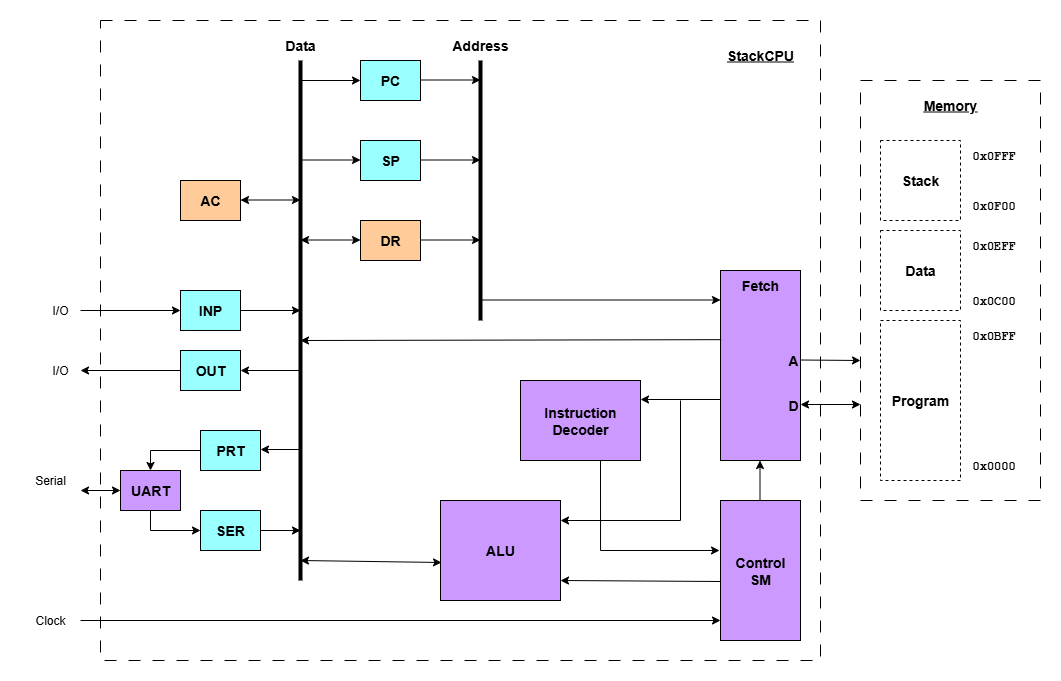 Data
Address
StackCPU
PC
Memory
SP
Stack
0x0FFF
AC
0x0F00
DR
0x0EFF
Data
Fetch
0x0C00
I/O
INP
0x0BFF
I/O
OUT
A
Program
D
Instruction
Decoder
PRT
0x0000
Serial
UART
SER
ALU
Control
SM
Clock